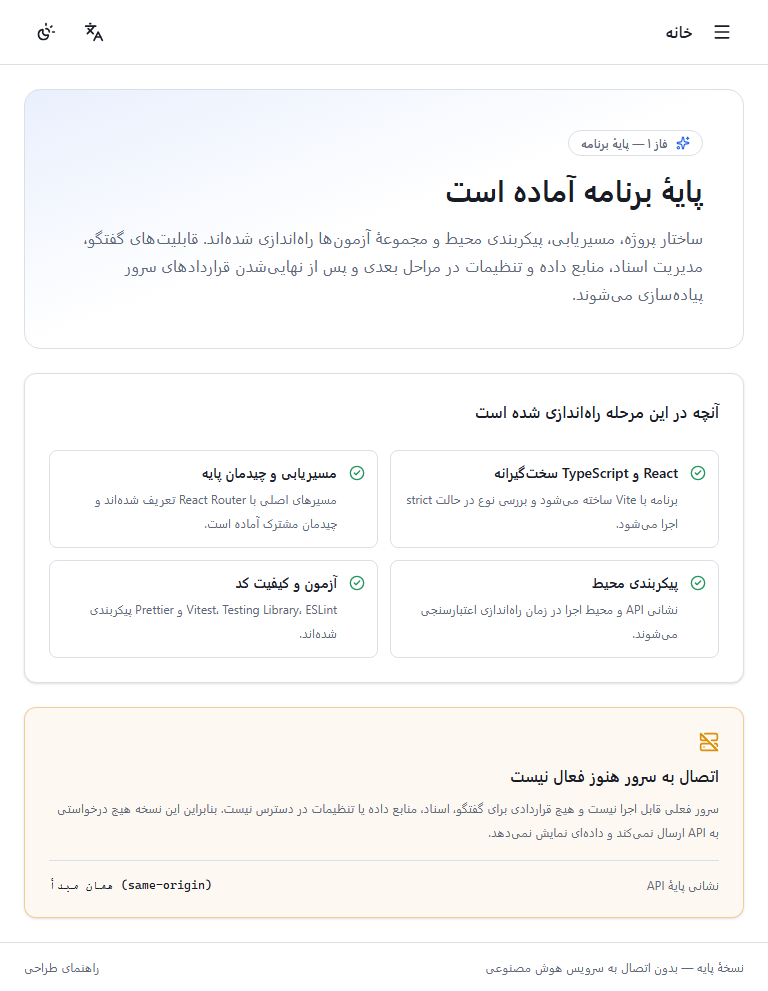 خانه
فاز ۱ — پایهٔ برنامه
پایهٔ برنامه آماده است
ساختار پروژه، مسیریابی، پیکربندی محیط و مجموعهٔ آزمون‌ها راه‌اندازی شده‌اند. قابلیت‌های گفتگو،
مدیریت اسناد، منابع داده و تنظیمات در مراحل بعدی و پس از نهایی‌شدن قراردادهای سرور
پیاده‌سازی می‌شوند.
آنچه در این مرحله راه‌اندازی شده است
React و TypeScript سخت‌گیرانه
برنامه با Vite ساخته می‌شود و بررسی نوع در حالت strict
اجرا می‌شود.
مسیریابی و چیدمان پایه
مسیرهای اصلی با React Router تعریف شده‌اند و
چیدمان مشترک آماده است.
پیکربندی محیط
نشانی API و محیط اجرا در زمان راه‌اندازی اعتبارسنجی
می‌شوند.
آزمون و کیفیت کد
Vitest، Testing Library، ESLint و Prettier پیکربندی
شده‌اند.
اتصال به سرور هنوز فعال نیست
سرور فعلی قابل اجرا نیست و هیچ قراردادی برای گفتگو، اسناد، منابع داده یا تنظیمات در دسترس نیست. بنابراین این نسخه هیچ درخواستی
به API ارسال نمی‌کند و داده‌ای نمایش نمی‌دهد.
نشانی پایهٔ API
همان مبدأ (same-origin)
نسخهٔ پایه — بدون اتصال به سرویس هوش مصنوعی
راهنمای طراحی